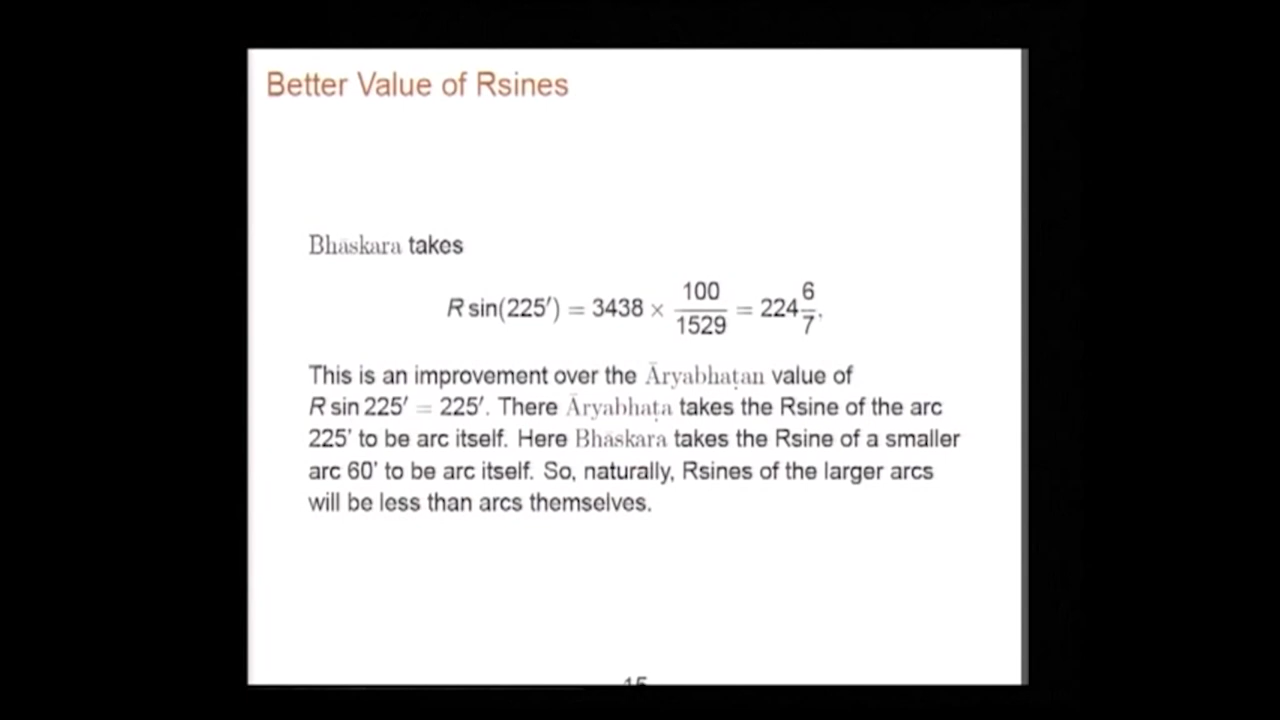 Better Value of Rsines
Bhāskara takes
R sin(225′) = 3438 × 100/1529 = 224 6/7.
This is an improvement over the Āryabhaṭan value of
R sin 225′ = 225′. There Āryabhaṭa takes the Rsine of the arc
225' to be arc itself. Here Bhāskara takes the Rsine of a smaller
arc 60' to be arc itself. So, naturally, Rsines of the larger arcs
will be less than arcs themselves.